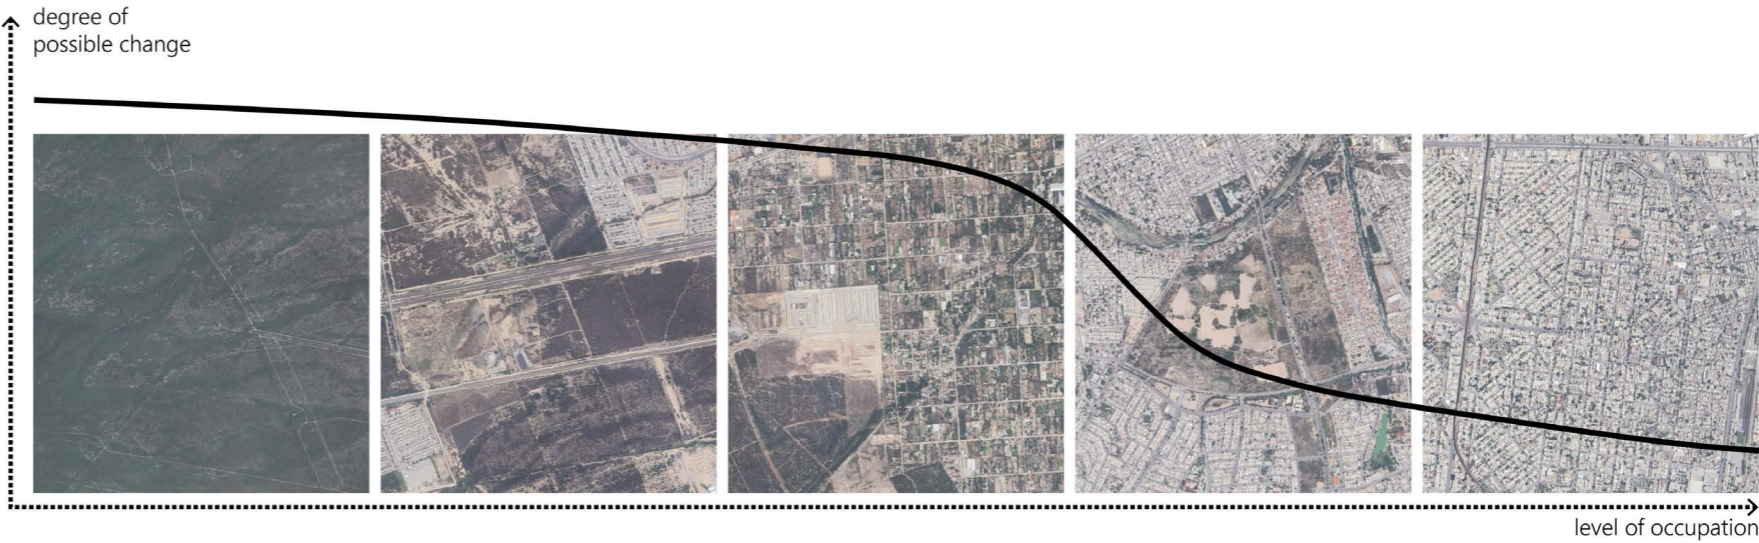 degree of
possible change
level of occupation